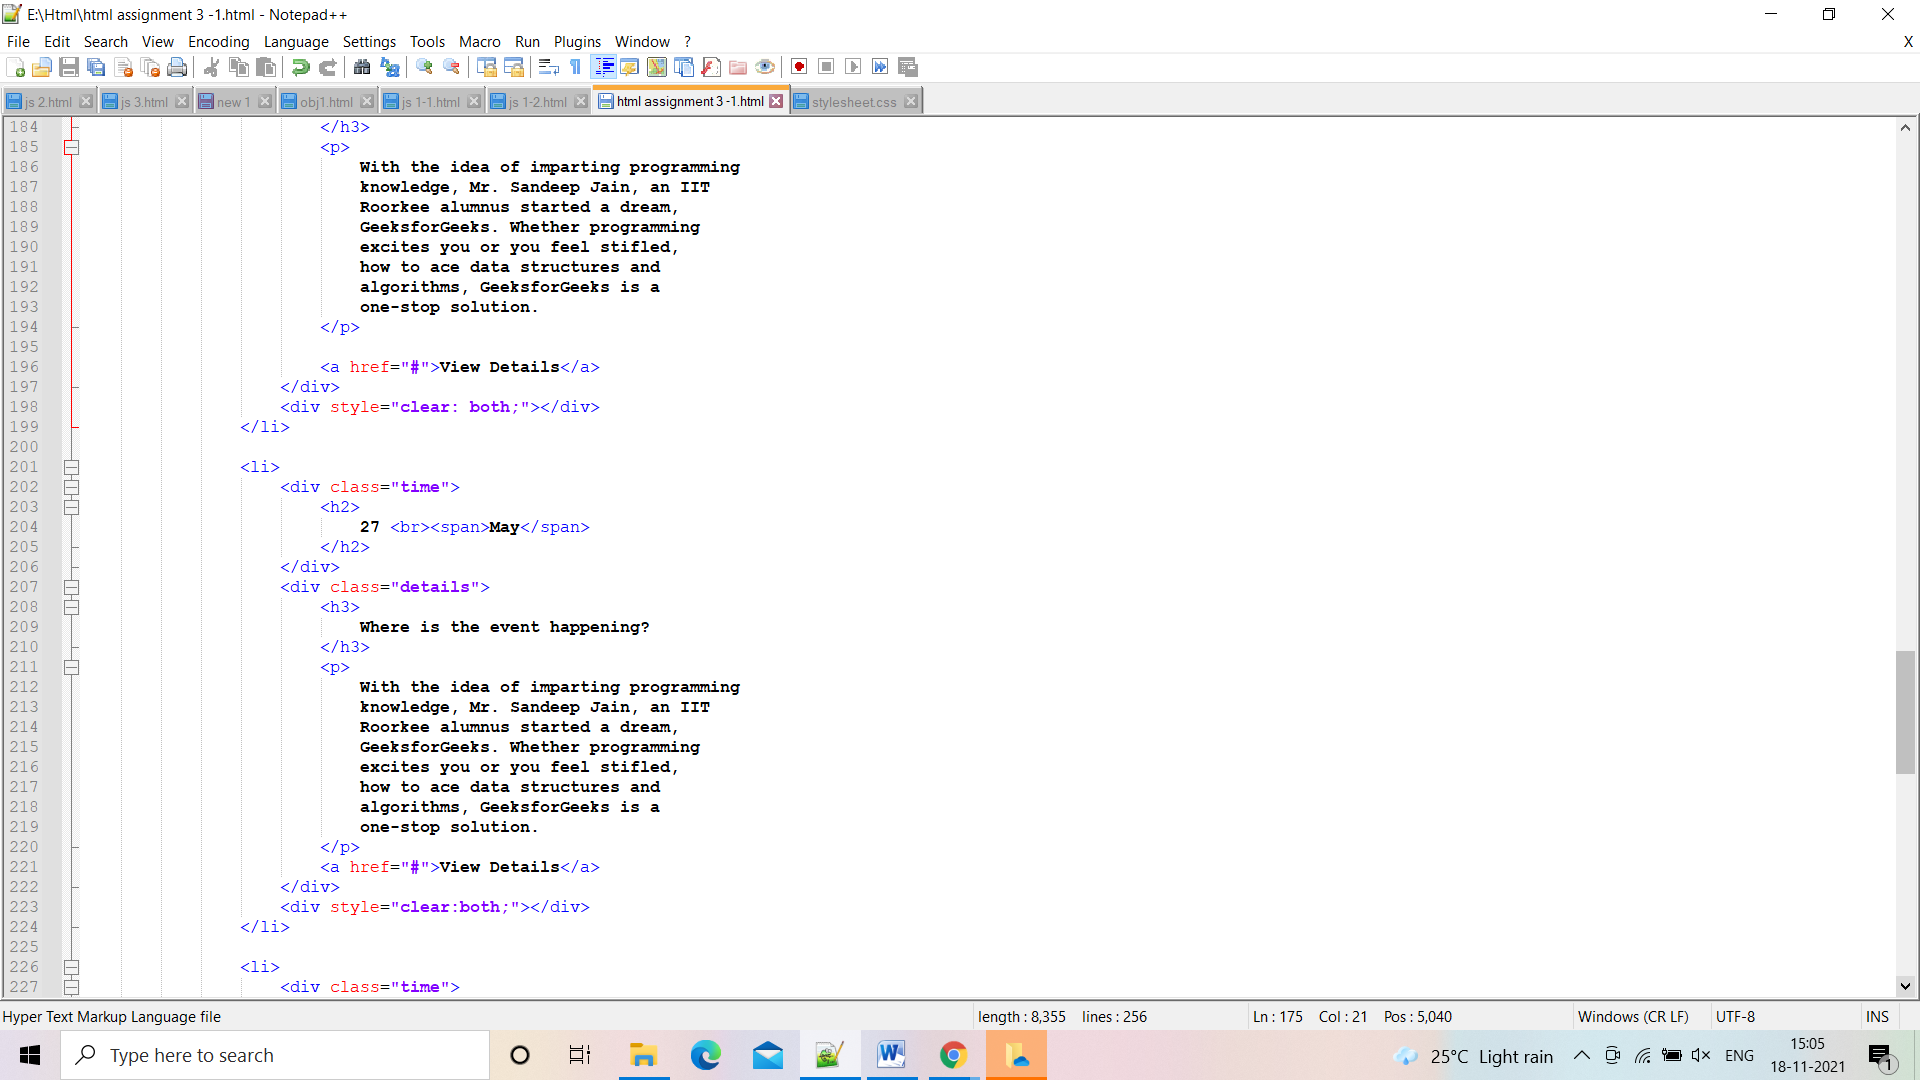 E:\Html\html assignment 3 -1.html - Notepad++
File Edit Search View Encoding Language Settings Tools Macro Run Plugins Window ? X
js 2.html js 3.html new 1 obj1.html js 1-1.html js 1-2.html html assignment 3 -1.html stylesheet.css
184 </h3>
185 <p>
186 With the idea of imparting programming
187 knowledge, Mr. Sandeep Jain, an IIT
188 Roorkee alumnus started a dream,
189 GeeksforGeeks. Whether programming
190 excites you or you feel stifled,
191 how to ace data structures and
192 algorithms, GeeksforGeeks is a
193 one-stop solution.
194 </p>
195
196 <a href="#">View Details</a>
197 </div>
198 <div style="clear: both;"></div>
199 </li>
200
201 <li>
202 <div class="time">
203 <h2>
204 27 <br><span>May</span>
205 </h2>
206 </div>
207 <div class="details">
208 <h3>
209 Where is the event happening?
210 </h3>
211 <p>
212 With the idea of imparting programming
213 knowledge, Mr. Sandeep Jain, an IIT
214 Roorkee alumnus started a dream,
215 GeeksforGeeks. Whether programming
216 excites you or you feel stifled,
217 how to ace data structures and
218 algorithms, GeeksforGeeks is a
219 one-stop solution.
220 </p>
221 <a href="#">View Details</a>
222 </div>
223 <div style="clear:both;"></div>
224 </li>
225
226 <li>
227 <div class="time">
Hyper Text Markup Language file length : 8,355 lines : 256 Ln : 175 Col : 21 Pos : 5,040 Windows (CR LF) UTF-8 INS
Type here to search 25°C Light rain ENG 15:05
18-11-2021 1